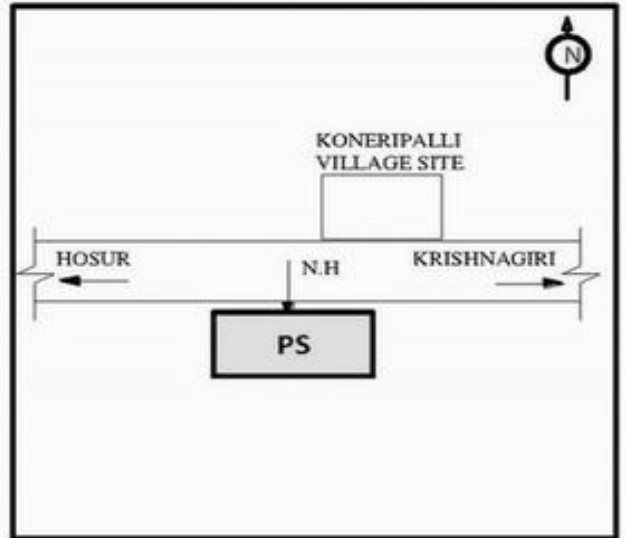 N
KONERIPALLI
VILLAGE SITE
HOSUR
N.H
KRISHNAGIRI
PS